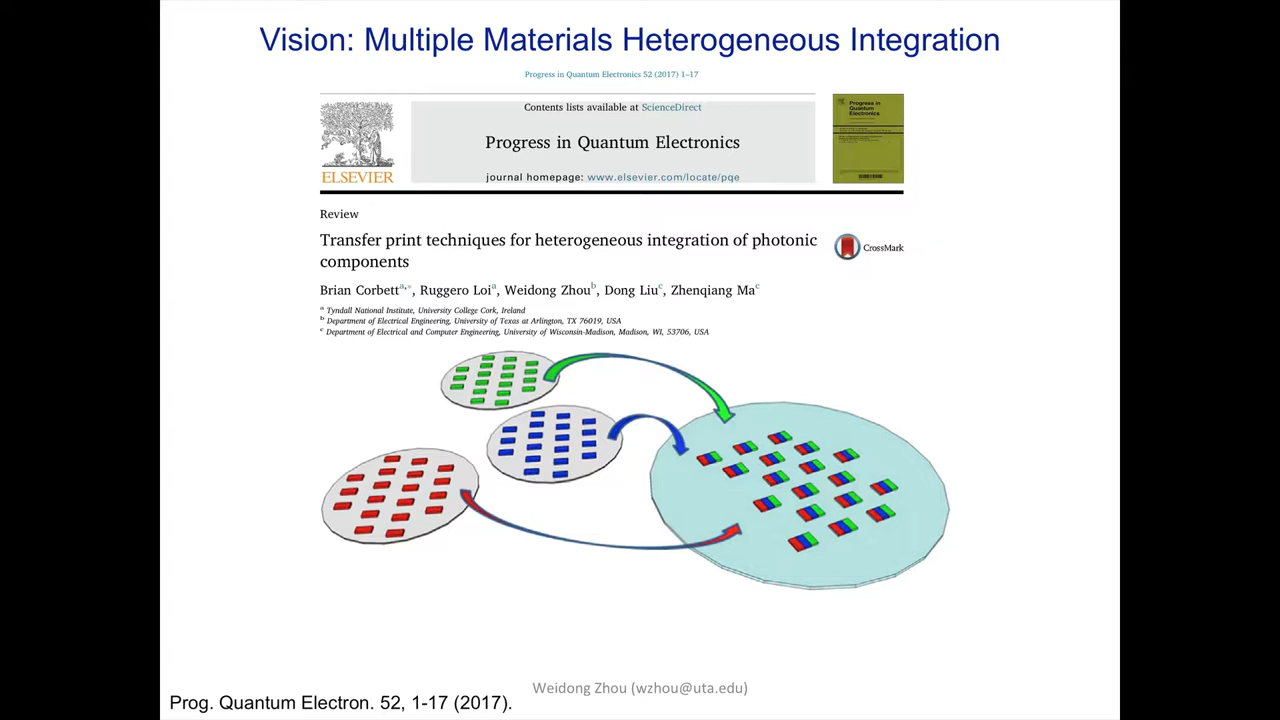 Vision: Multiple Materials Heterogeneous Integration
Progress in Quantum Electronics 52 (2017) 1–17
Contents lists available at ScienceDirect
Progress in Quantum Electronics
journal homepage: www.elsevier.com/locate/pqe
ELSEVIER
Progress in
Quantum
Electronics
Review
Transfer print techniques for heterogeneous integration of photonic
components
CrossMark
Brian Corbett a,*, Ruggero Loi a, Weidong Zhou b, Dong Liu c, Zhenqiang Ma c
a Tyndall National Institute, University College Cork, Ireland
b Department of Electrical Engineering, University of Texas at Arlington, TX 76019, USA
c Department of Electrical and Computer Engineering, University of Wisconsin-Madison, Madison, WI, 53706, USA
Weidong Zhou (wzhou@uta.edu)
Prog. Quantum Electron. 52, 1-17 (2017).